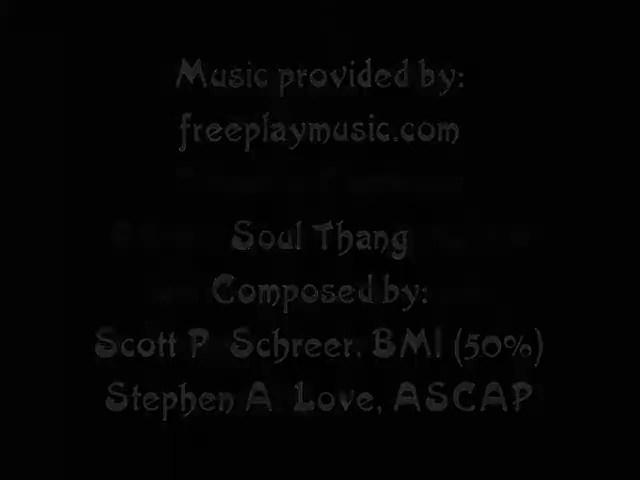 Music provided by:
freeplaymusic.com
Soul Thang
Composed by:
Scott P. Schreer, BMI (50%)
Stephen A. Love, ASCAP